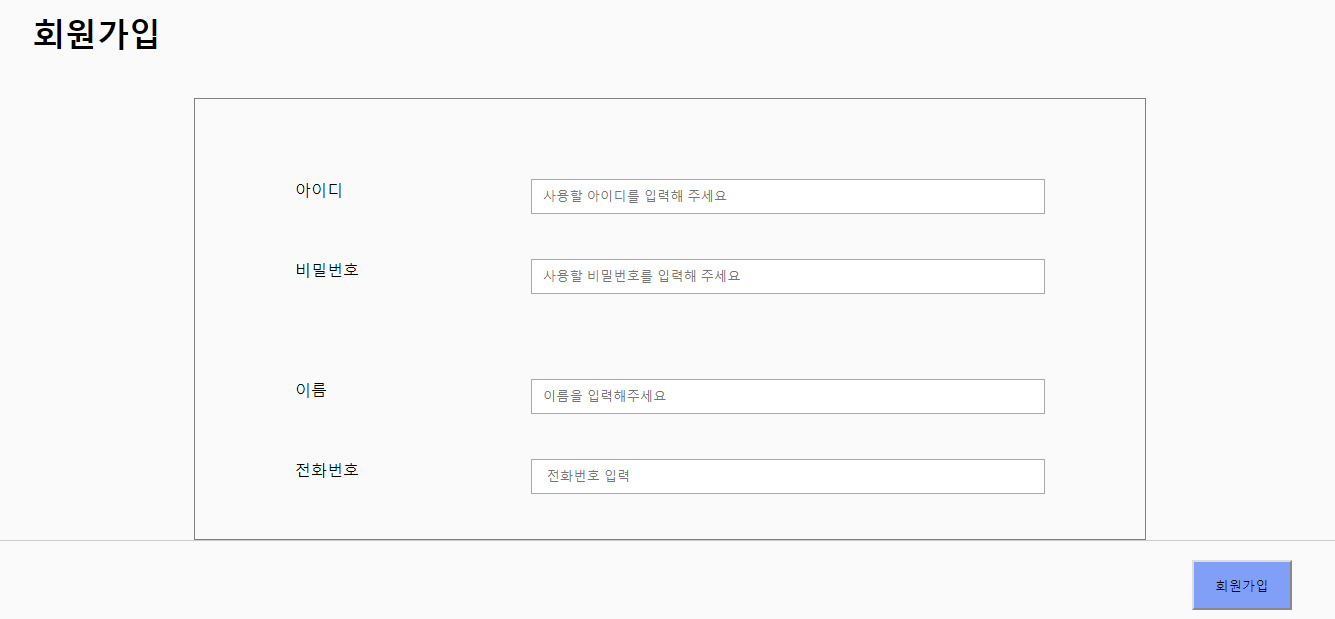 회원가입
아이디
사용할 아이디를 입력해 주세요
비밀번호
사용할 비밀번호를 입력해 주세요
이름
이름을 입력해주세요
전화번호
전화번호 입력
회원가입